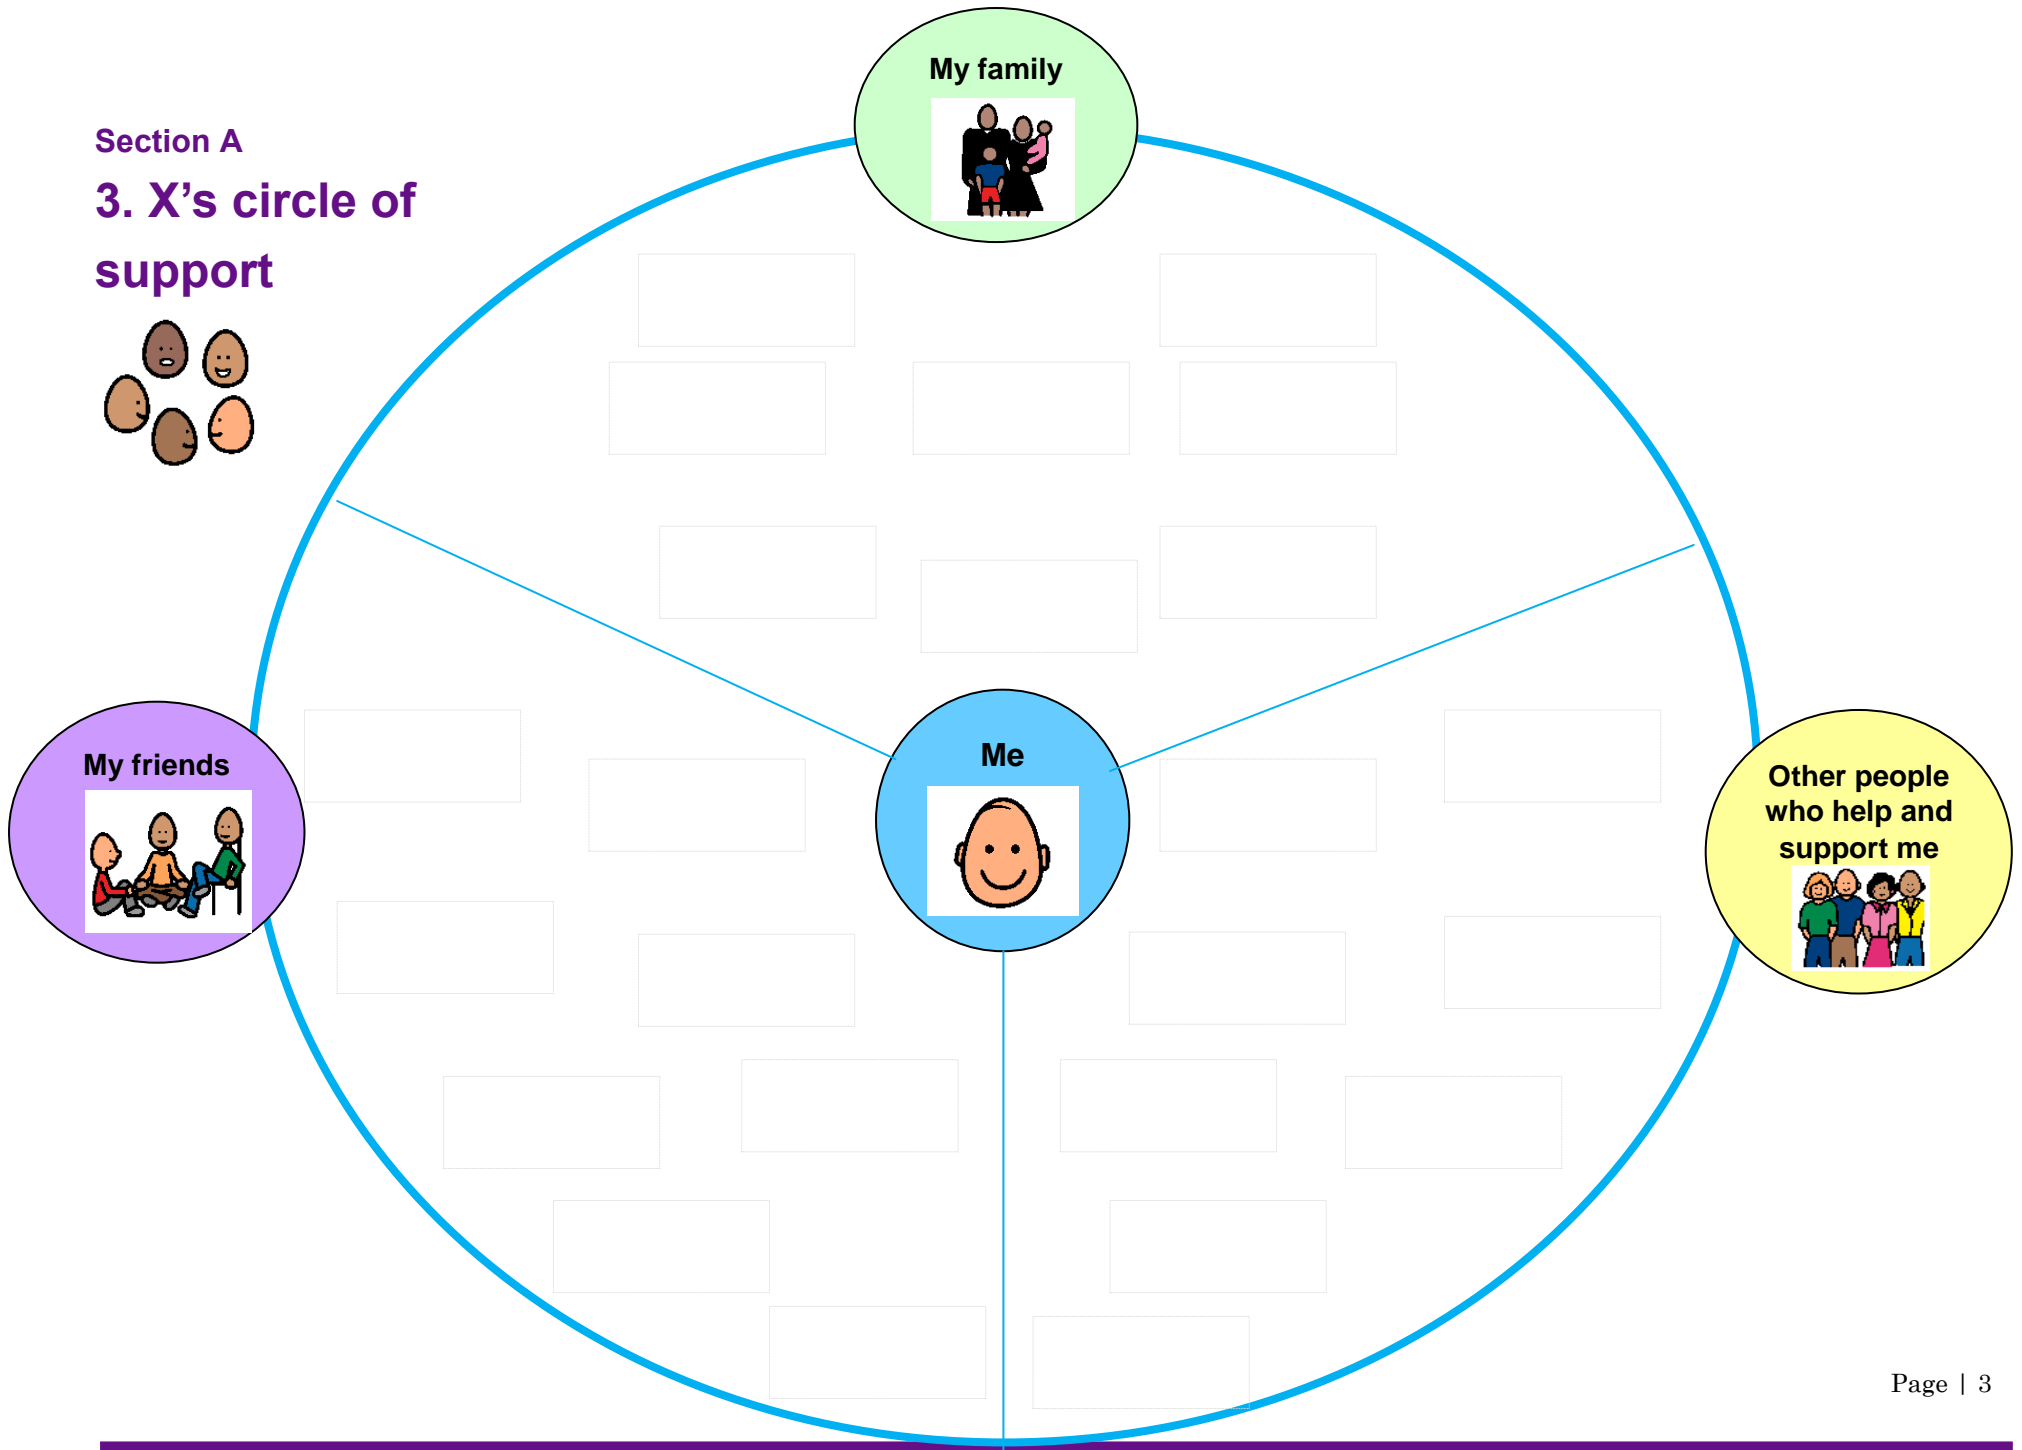 My family
Section A
3. X’s circle of
support
My friends
Me
Other people
who help and
support me
Page | 3